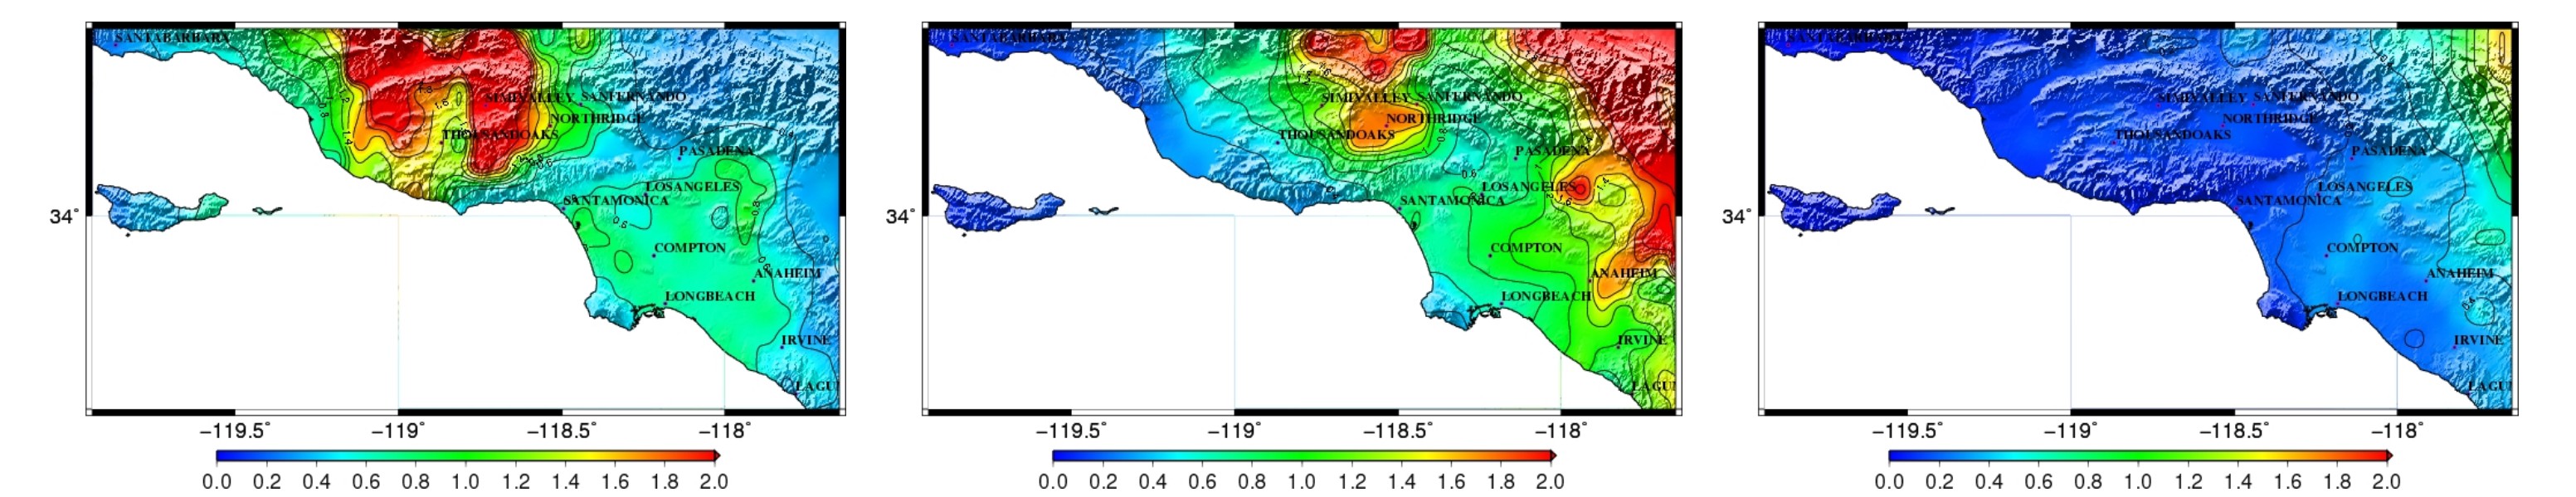 SANTABARBARA
SIMIVALLEY SANFERNANDO
NORTHRIDGE
THOUSANDOAKS
PASADENA
LOSANGELES
SANTAMONICA
34°
COMPTON
ANAHEIM
LONGBEACH
IRVINE
LAGU
−119.5° −119° −118.5° −118°
0.0 0.2 0.4 0.6 0.8 1.0 1.2 1.4 1.6 1.8 2.0
SANTABARBARA
SIMIVALLEY SANFERNANDO
NORTHRIDGE
THOUSANDOAKS
PASADENA
LOSANGELES
SANTAMONICA
34°
COMPTON
ANAHEIM
LONGBEACH
IRVINE
LAGU
−119.5° −119° −118.5° −118°
0.0 0.2 0.4 0.6 0.8 1.0 1.2 1.4 1.6 1.8 2.0
SANTABARBARA
SIMIVALLEY SANFERNANDO
NORTHRIDGE
THOUSANDOAKS
PASADENA
LOSANGELES
SANTAMONICA
34°
COMPTON
ANAHEIM
LONGBEACH
IRVINE
LAGU
−119.5° −119° −118.5° −118°
0.0 0.2 0.4 0.6 0.8 1.0 1.2 1.4 1.6 1.8 2.0